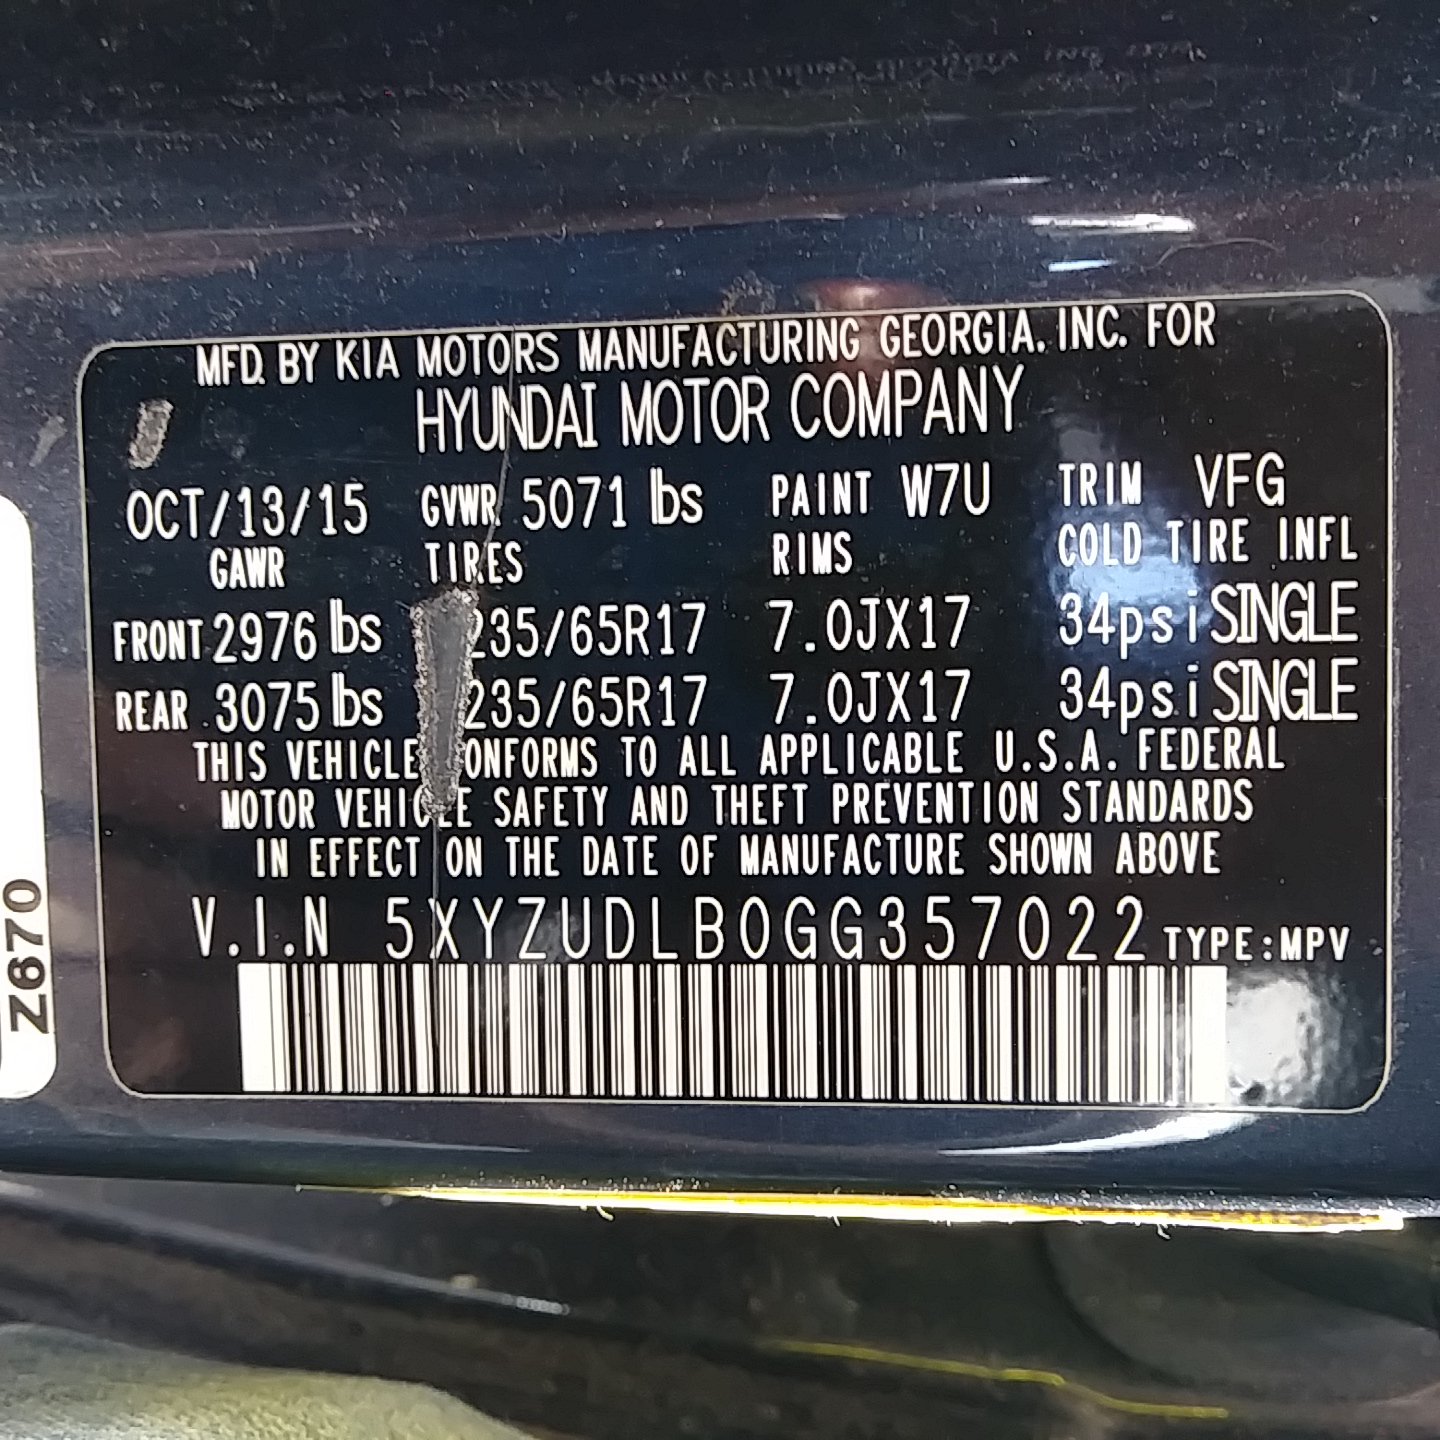 MFD. BY KIA MOTORS MANUFACTURING GEORGIA. INC. FOR
HYUNDAI MOTOR COMPANY
OCT/13/15 GVWR 5071 lbs PAINT W7U TRIM VFG
GAWR TIRES RIMS COLD TIRE INFL
FRONT 2976 lbs 235/65R17 7.0JX17 34psi SINGLE
REAR 3075 lbs 235/65R17 7.0JX17 34psi SINGLE
THIS VEHICLE CONFORMS TO ALL APPLICABLE U.S.A. FEDERAL
MOTOR VEHICLE SAFETY AND THEFT PREVENTION STANDARDS
IN EFFECT ON THE DATE OF MANUFACTURE SHOWN ABOVE
V.I.N 5XYZUDLB0GG357022 TYPE:MPV
Z670